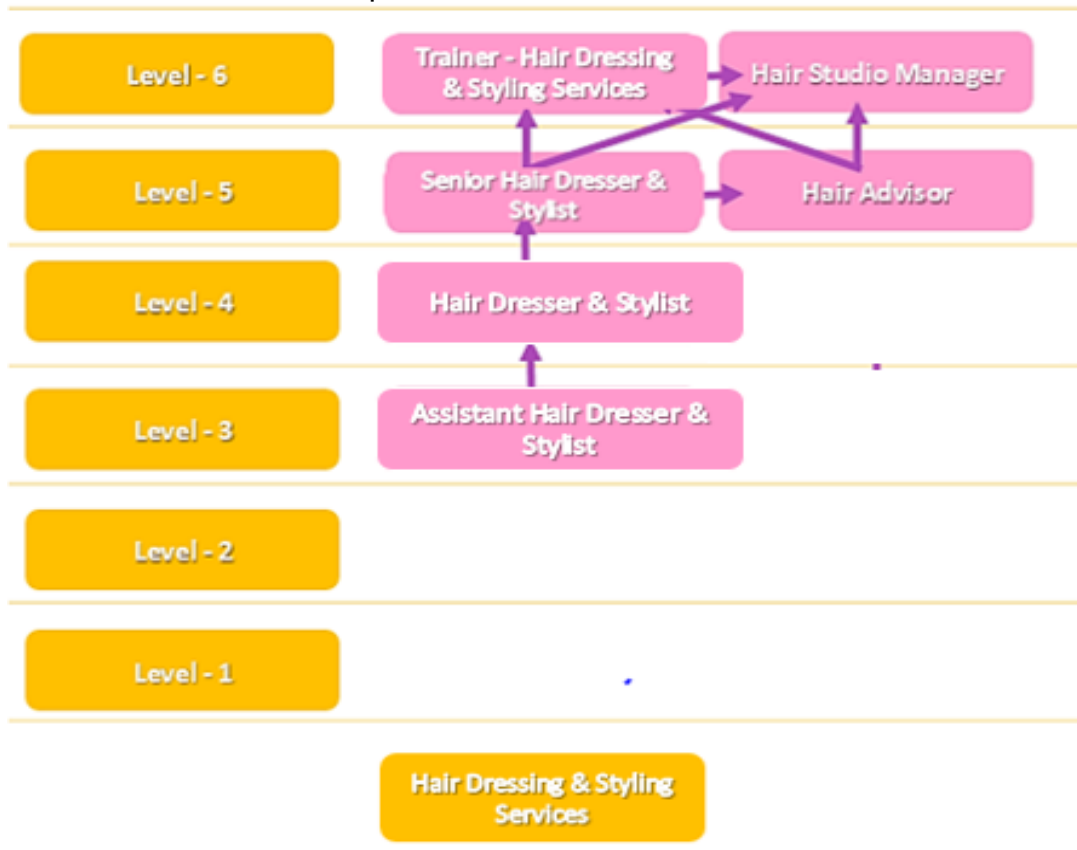 Level - 6
Trainer - Hair Dressing
& Styling Services
Hair Studio Manager
Level - 5
Senior Hair Dresser &
Stylist
Hair Advisor
Level - 4
Hair Dresser & Stylist
Level - 3
Assistant Hair Dresser &
Stylist
Level - 2
Level - 1
Hair Dressing & Styling
Services